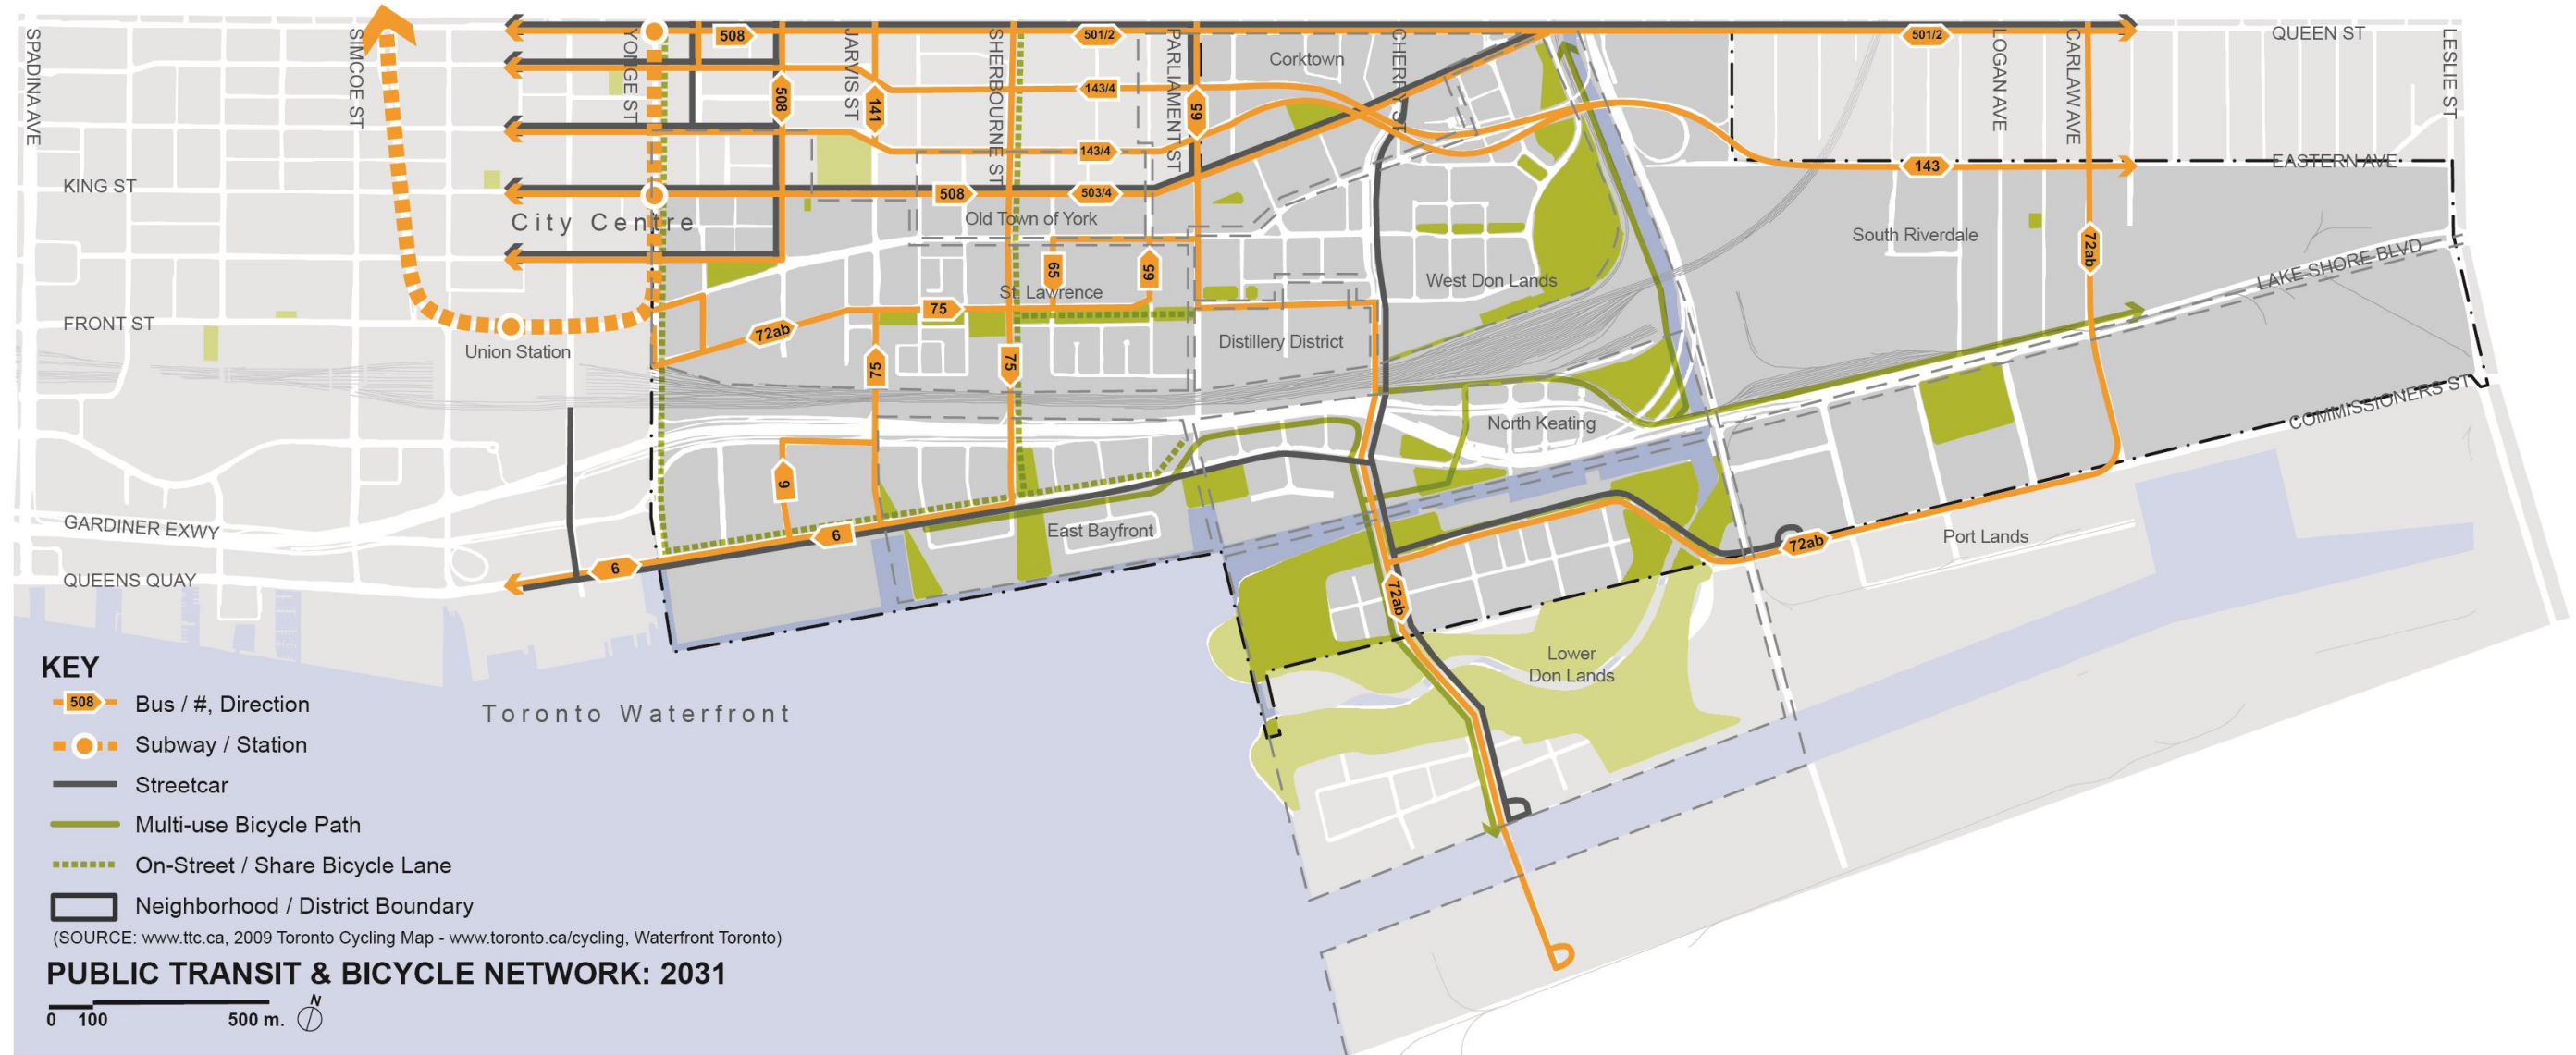 SPADINA AVE
SIMCOE ST
YONGE ST
508
508
JARVIS ST
141
SHERBOURNE ST
501/2
PARLIAMENT ST
143/4
65
143/4
Corktown
CHERRY ST
501/2
LOGAN AVE
CARLAW AVE
QUEEN ST
LESLIE ST
143
EASTERN AVE
KING ST
City Centre
508
503/4
Old Town of York
65
65
St. Lawrence
West Don Lands
South Riverdale
72ab
LAKE SHORE BLVD
FRONT ST
Union Station
72ab
75
75
75
Distillery District
North Keating
COMMISSIONERS ST
GARDINER EXWY
6
6
6
East Bayfront
72ab
Port Lands
QUEENS QUAY
72ab
Lower
Don Lands
Toronto Waterfront
KEY
508 Bus / #, Direction
Subway / Station
Streetcar
Multi-use Bicycle Path
On-Street / Share Bicycle Lane
Neighborhood / District Boundary
(SOURCE: www.ttc.ca, 2009 Toronto Cycling Map - www.toronto.ca/cycling, Waterfront Toronto)
PUBLIC TRANSIT & BICYCLE NETWORK: 2031
0 100 500 m. N